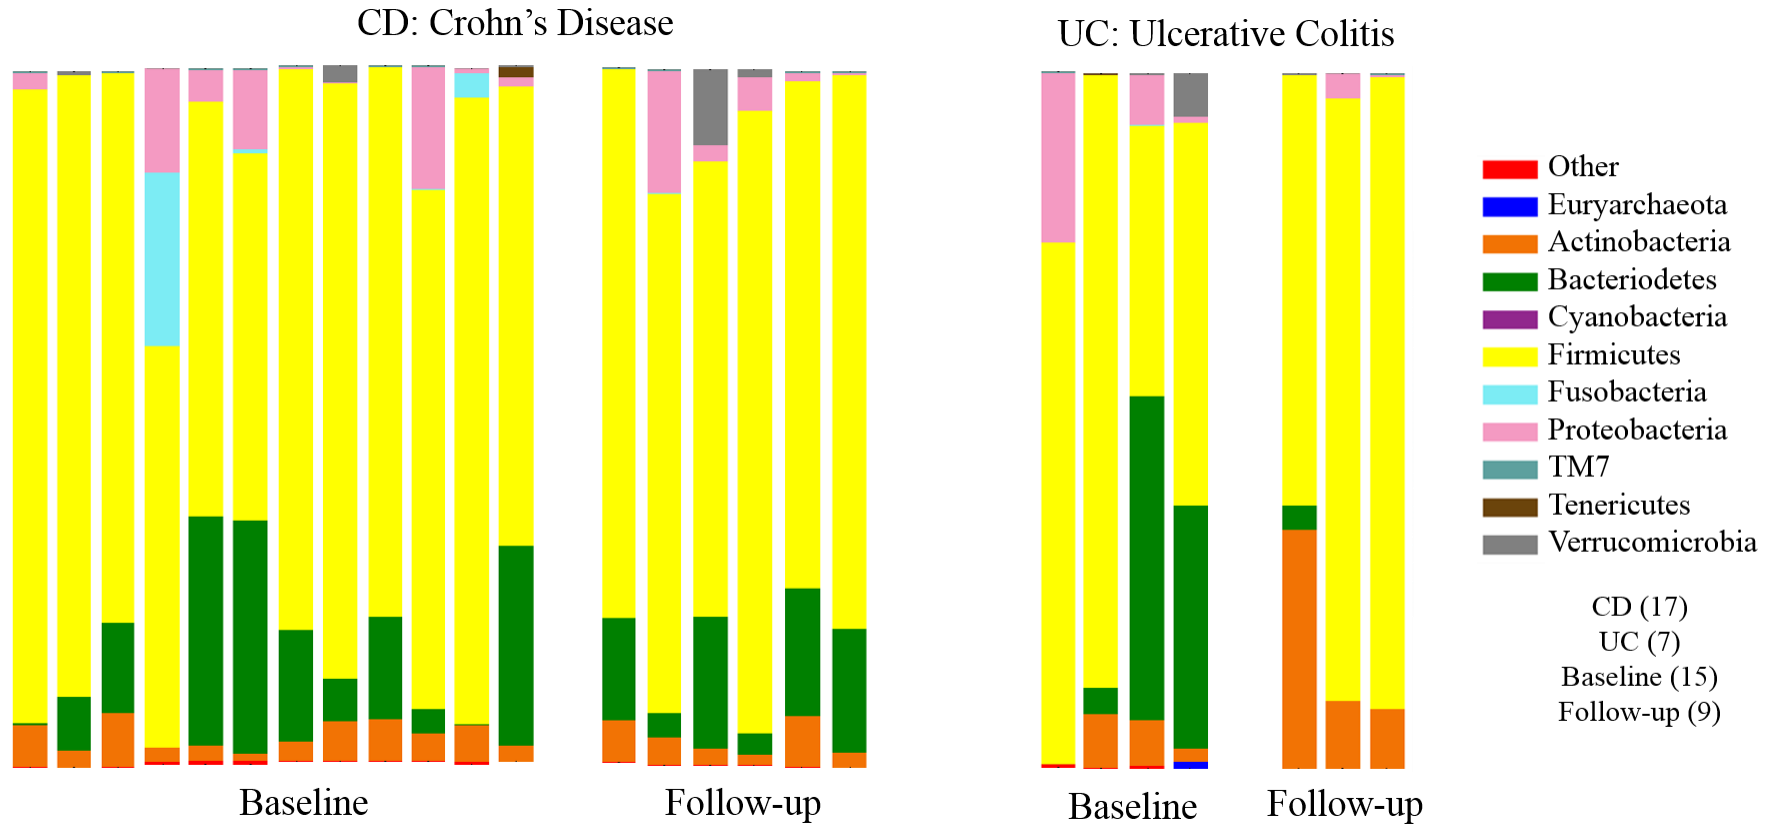 CD: Crohn’s Disease
UC: Ulcerative Colitis
Other
Euryarchaeota
Actinobacteria
Bacteriodetes
Cyanobacteria
Firmicutes
Fusobacteria
Proteobacteria
TM7
Tenericutes
Verrucomicrobia
CD (17)
UC (7)
Baseline (15)
Follow-up (9)
Baseline
Follow-up
Baseline
Follow-up